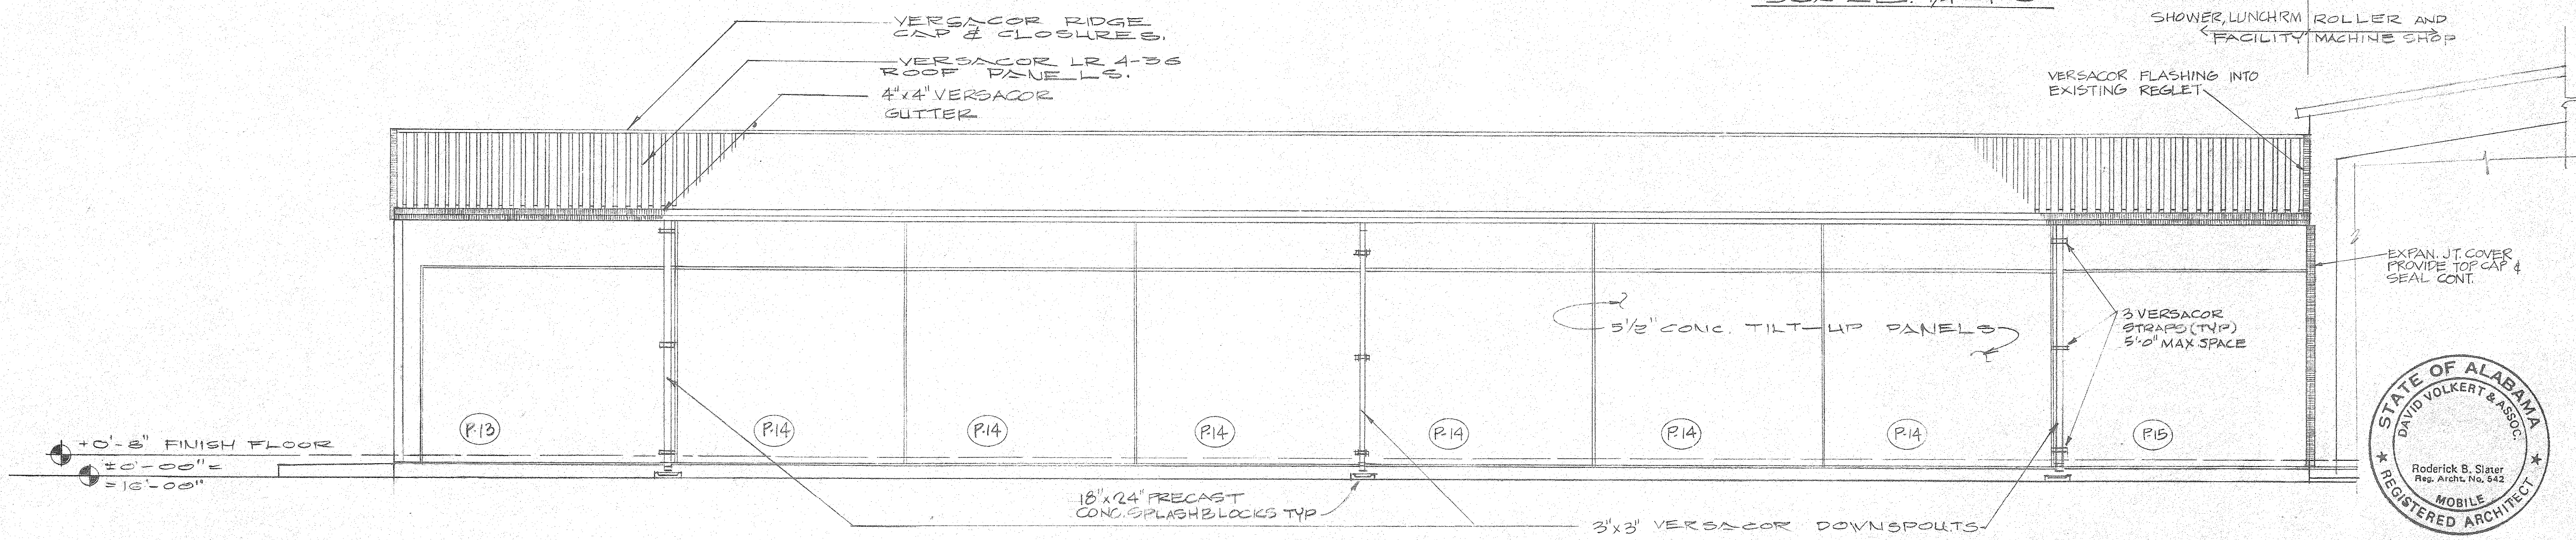 VERSACOR RIDGE
CAP & CLOSURES.
VERSACOR LR 4-36
ROOF PANELS.
4"x4" VERSACOR
GUTTER
SHOWER, LUNCHRM ROLLER AND
FACILITY MACHINE SHOP
VERSACOR FLASHING INTO
EXISTING REGLET
EXPAN. JT. COVER
PROVIDE TOP CAP &
SEAL CONT.
5 1/2" CONC. TILT-UP PANELS
3 VERSACOR
STRAPS (TYP)
5'-0" MAX. SPACE
P.13
P.14
P.14
P.14
P.14
P.14
P.14
P.15
+0'-8" FINISH FLOOR
±0'-00"=
=16'-00"
18"x24" PRECAST
CONC. SPLASHBLOCKS TYP
3"x3" VERSACOR DOWNSPOUTS
STATE OF ALABAMA
DAVID VOLKERT & ASSOC.
Roderick B. Slater
Reg. Archt. No. 542
MOBILE
★ REGISTERED ARCHITECT ★